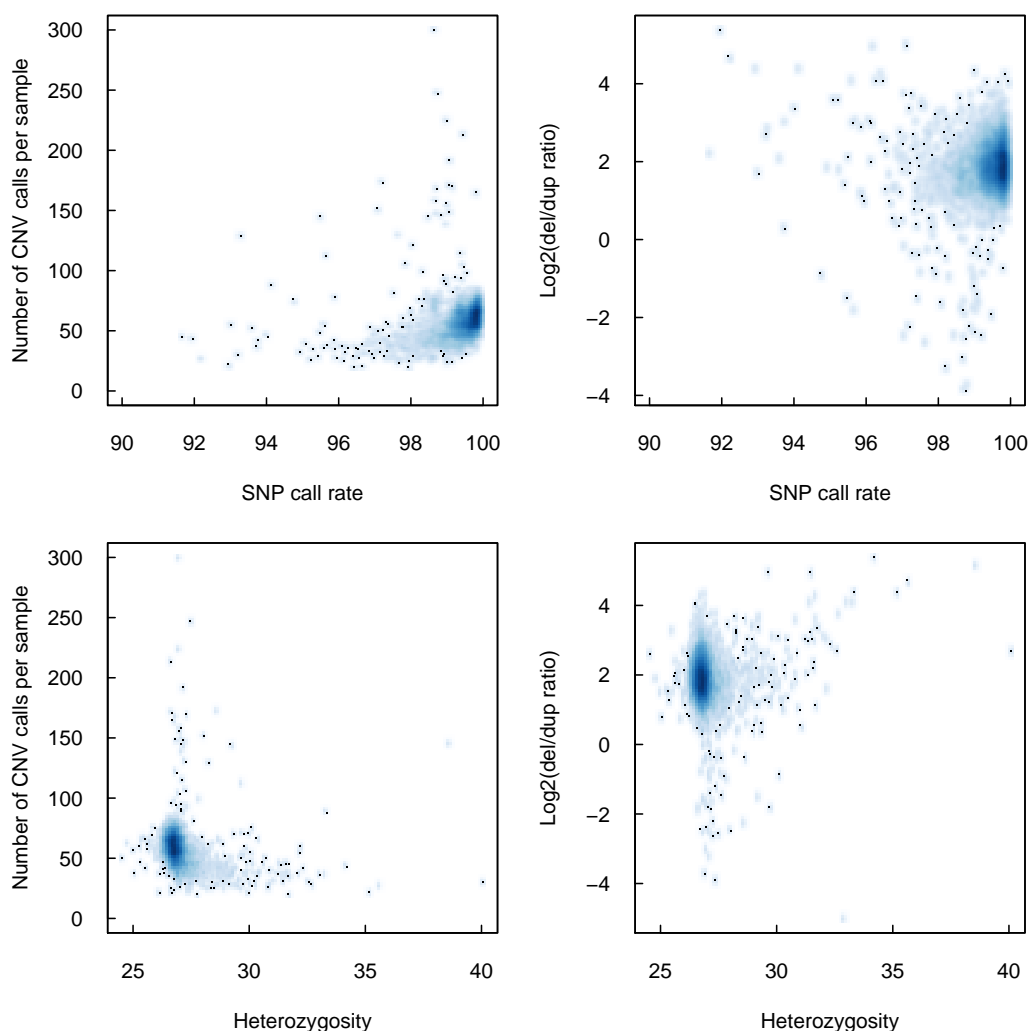 300
250
200
150
100
50
0
Number of CNV calls per sample
90 92 94 96 98 100
SNP call rate
4
2
0
−2
−4
Log2(del/dup ratio)
90 92 94 96 98 100
SNP call rate
300
250
200
150
100
50
0
Number of CNV calls per sample
25 30 35 40
Heterozygosity
4
2
0
−2
−4
Log2(del/dup ratio)
25 30 35 40
Heterozygosity